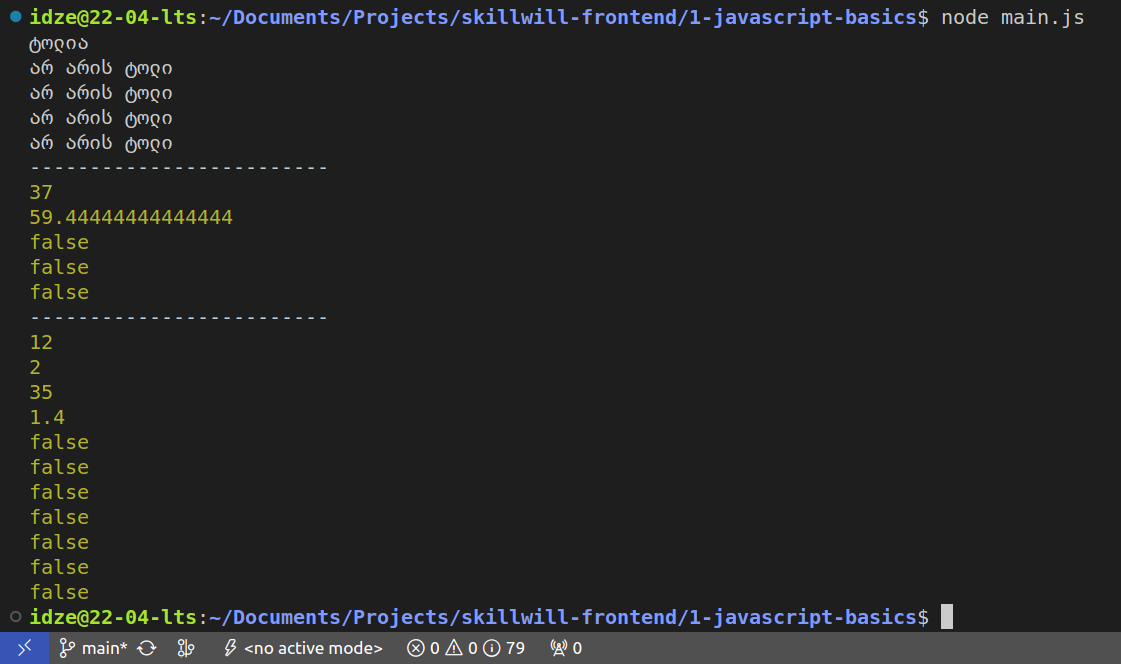 idze@22-04-lts:~/Documents/Projects/skillwill-frontend/1-javascript-basics$ node main.js
ტოლია
არ არის ტოლი
არ არის ტოლი
არ არის ტოლი
არ არის ტოლი
-------------------------
37
59.44444444444444
false
false
false
-------------------------
12
2
35
1.4
false
false
false
false
false
false
false
idze@22-04-lts:~/Documents/Projects/skillwill-frontend/1-javascript-basics$
main* <no active mode> 0 0 79 0